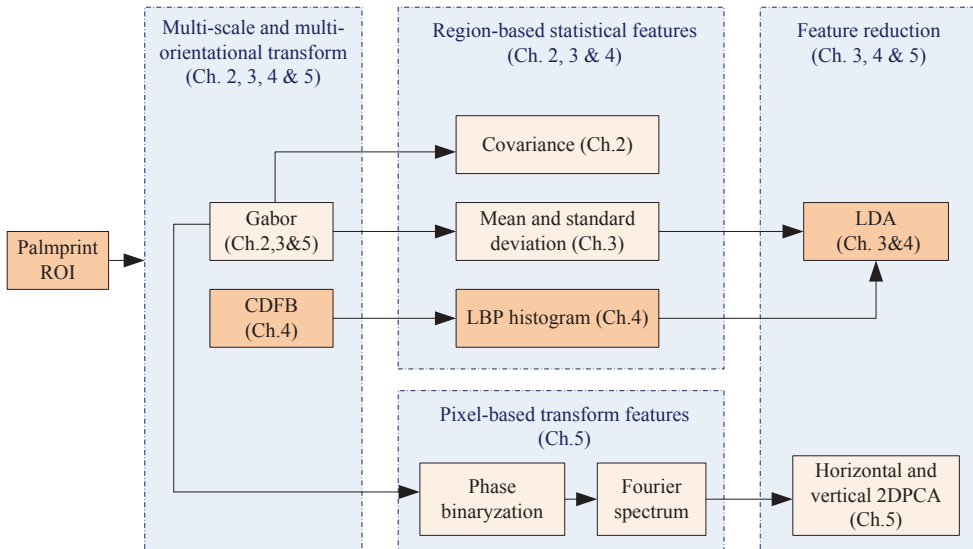 Multi-scale and multi-
orientational transform
(Ch. 2, 3, 4 & 5)
Region-based statistical features
(Ch. 2, 3 & 4)
Feature reduction
(Ch. 3, 4 & 5)
Covariance (Ch.2)
Gabor
(Ch.2,3&5)
Mean and standard
deviation (Ch.3)
LDA
(Ch. 3&4)
Palmprint
ROI
CDFB
(Ch.4)
LBP histogram (Ch.4)
Pixel-based transform features
(Ch.5)
Phase
binaryzation
Fourier
spectrum
Horizontal and
vertical 2DPCA
(Ch.5)